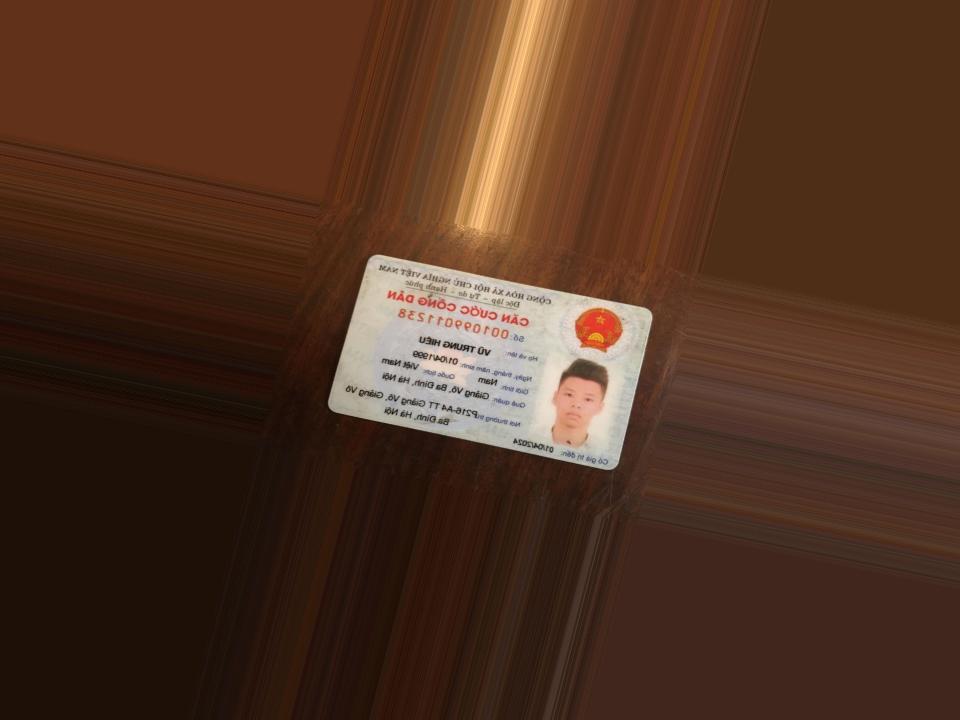 CỘNG HÒA XÃ HỘI CHỦ NGHĨA VIỆT NAM
Độc lập - Tự do - Hạnh phúc
CĂN CƯỚC CÔNG DÂN
Số: 001099011238
Họ và tên: VŨ TRUNG HIẾU
Ngày, tháng, năm sinh: 01/04/1999
Giới tính: Nam Quốc tịch: Việt Nam
Quê quán: Giảng Võ, Ba Đình, Hà Nội
Nơi thường trú: P216-A4 TT Giảng Võ, Giảng Võ
Ba Đình, Hà Nội
Có giá trị đến: 01/04/2024